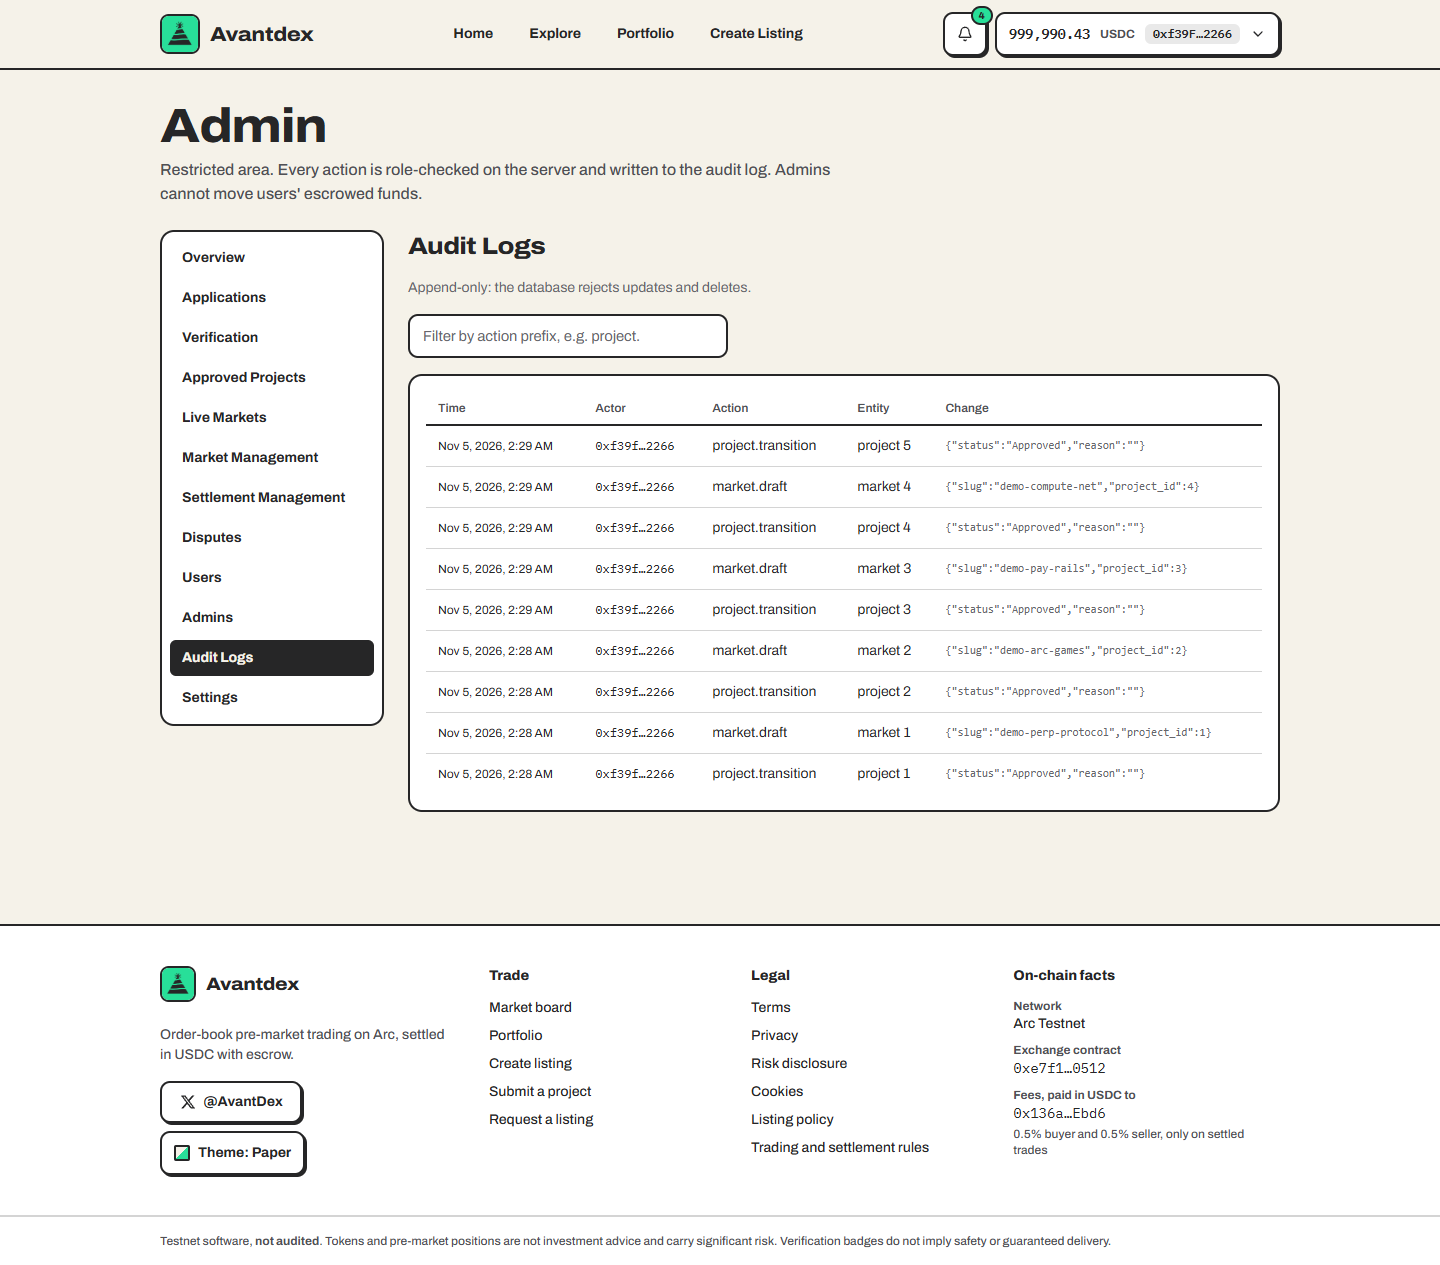 Avantdex
Home
Explore
Portfolio
Create Listing
4
999,990.43 USDC 0xf39F…2266
Admin
Restricted area. Every action is role-checked on the server and written to the audit log. Admins
cannot move users' escrowed funds.
Overview
Applications
Verification
Approved Projects
Live Markets
Market Management
Settlement Management
Disputes
Users
Admins
Audit Logs
Settings
Audit Logs
Append-only: the database rejects updates and deletes.
Filter by action prefix, e.g. project.
Time Actor Action Entity Change
Nov 5, 2026, 2:29 AM 0xf39f…2266 project.transition project 5 {"status":"Approved","reason":""}
Nov 5, 2026, 2:29 AM 0xf39f…2266 market.draft market 4 {"slug":"demo-compute-net","project_id":4}
Nov 5, 2026, 2:29 AM 0xf39f…2266 project.transition project 4 {"status":"Approved","reason":""}
Nov 5, 2026, 2:29 AM 0xf39f…2266 market.draft market 3 {"slug":"demo-pay-rails","project_id":3}
Nov 5, 2026, 2:29 AM 0xf39f…2266 project.transition project 3 {"status":"Approved","reason":""}
Nov 5, 2026, 2:28 AM 0xf39f…2266 market.draft market 2 {"slug":"demo-arc-games","project_id":2}
Nov 5, 2026, 2:28 AM 0xf39f…2266 project.transition project 2 {"status":"Approved","reason":""}
Nov 5, 2026, 2:28 AM 0xf39f…2266 market.draft market 1 {"slug":"demo-perp-protocol","project_id":1}
Nov 5, 2026, 2:28 AM 0xf39f…2266 project.transition project 1 {"status":"Approved","reason":""}
Avantdex
Order-book pre-market trading on Arc, settled
in USDC with escrow.
@AvantDex
Theme: Paper
Trade
Market board
Portfolio
Create listing
Submit a project
Request a listing
Legal
Terms
Privacy
Risk disclosure
Cookies
Listing policy
Trading and settlement rules
On-chain facts
Network
Arc Testnet
Exchange contract
0xe7f1…0512
Fees, paid in USDC to
0x136a…Ebd6
0.5% buyer and 0.5% seller, only on settled
trades
Testnet software, not audited. Tokens and pre-market positions are not investment advice and carry significant risk. Verification badges do not imply safety or guaranteed delivery.